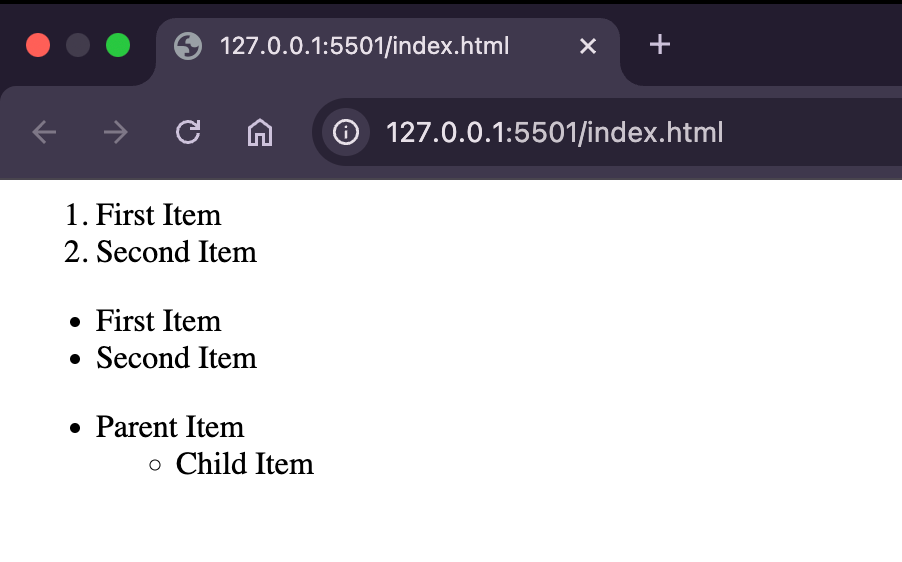 127.0.0.1:5501/index.html
127.0.0.1:5501/index.html
1. First Item
2. Second Item
• First Item
• Second Item
• Parent Item
◦ Child Item